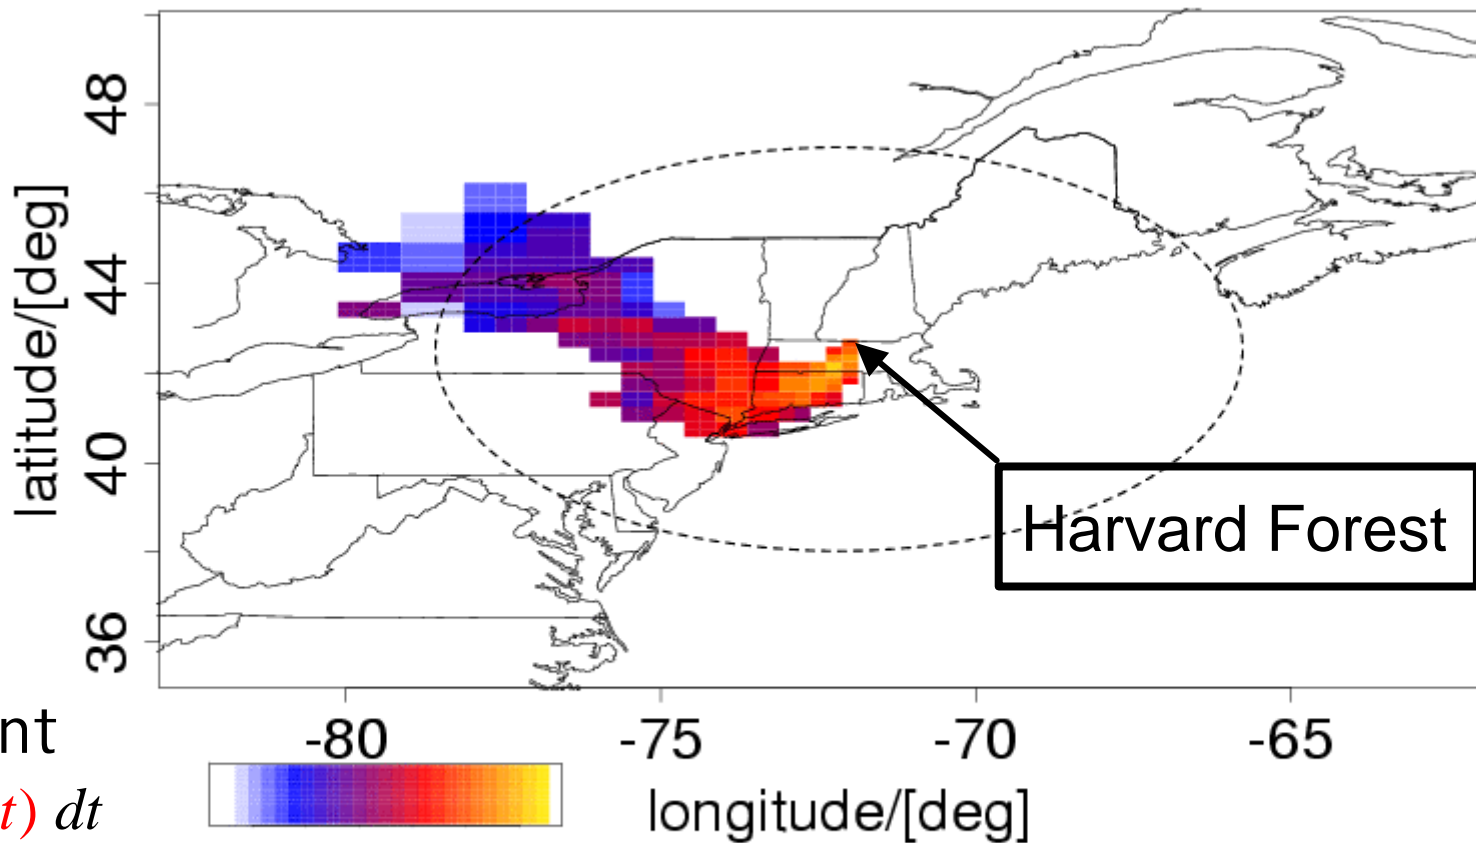 48
44
40
36
latitude/[deg]
Harvard Forest
-80 -75 -70 -65
longitude/[deg]
nt
t) dt